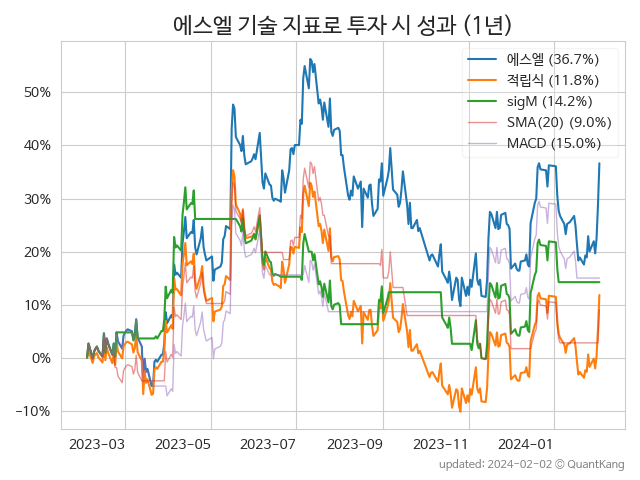 에스엘 기술 지표로 투자 시 성과 (1년)
에스엘 (36.7%)
적립식 (11.8%)
sigM (14.2%)
SMA(20) (9.0%)
MACD (15.0%)
50%
40%
30%
20%
10%
0%
−10%
2023-03
2023-05
2023-07
2023-09
2023-11
2024-01
updated: 2024-02-02 © QuantKang